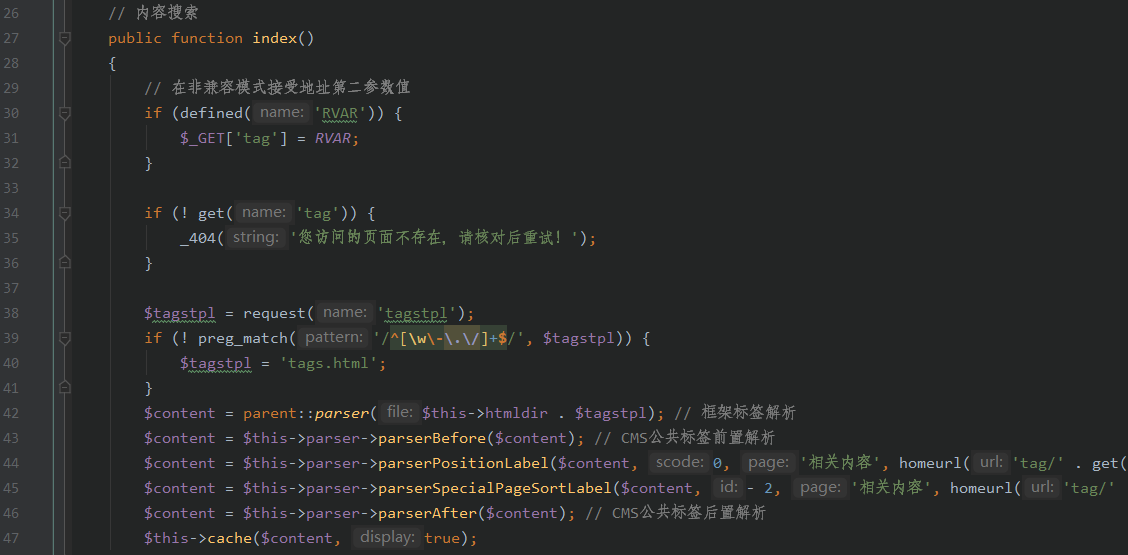 26 // 内容搜索
27 public function index()
28 {
29 // 在非兼容模式接受地址第二参数值
30 if (defined( name: 'RVAR')) {
31 $_GET['tag'] = RVAR;
32 }
33
34 if (! get( name: 'tag')) {
35 _404( string: '您访问的页面不存在，请核对后重试！');
36 }
37
38 $tagstpl = request( name: 'tagstpl');
39 if (! preg_match( pattern: '/^[\w\-\.\/]+$/', $tagstpl)) {
40 $tagstpl = 'tags.html';
41 }
42 $content = parent::parser( file: $this->htmldir . $tagstpl); // 框架标签解析
43 $content = $this->parser->parserBefore($content); // CMS公共标签前置解析
44 $content = $this->parser->parserPositionLabel($content, scode: 0, page: '相关内容', homeurl( url: 'tag/' . get(
45 $content = $this->parser->parserSpecialPageSortLabel($content, id: - 2, page: '相关内容', homeurl( url: 'tag/'
46 $content = $this->parser->parserAfter($content); // CMS公共标签后置解析
47 $this->cache($content, display: true);